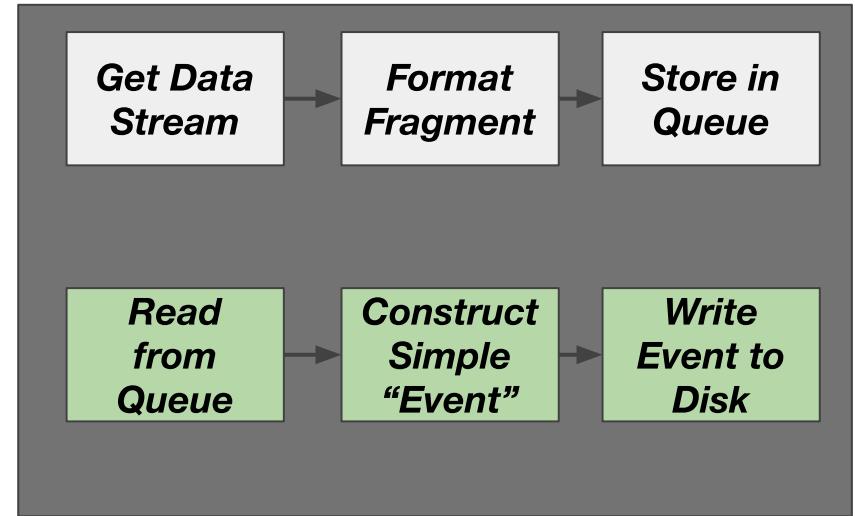 Get Data
Stream
Format
Fragment
Store in
Queue
Read
from
Queue
Construct
Simple
“Event”
Write
Event to
Disk